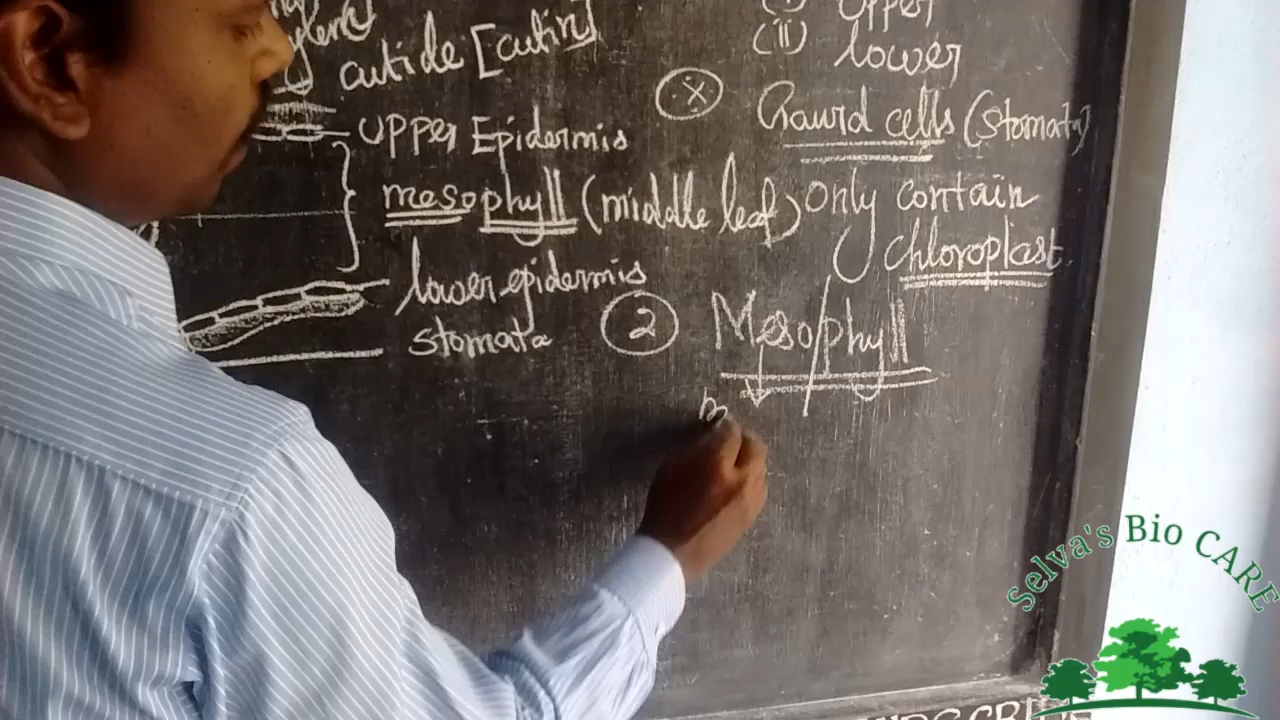 cuticle [cutin]
upper Epidermis
mesophyll (middle leaf)
lower epidermis
stomata
(i) upper
(ii) lower
Gaurd cells (stomata)
only contain
chloroplast.
2 Mesophyll
m
Selva's Bio CARE